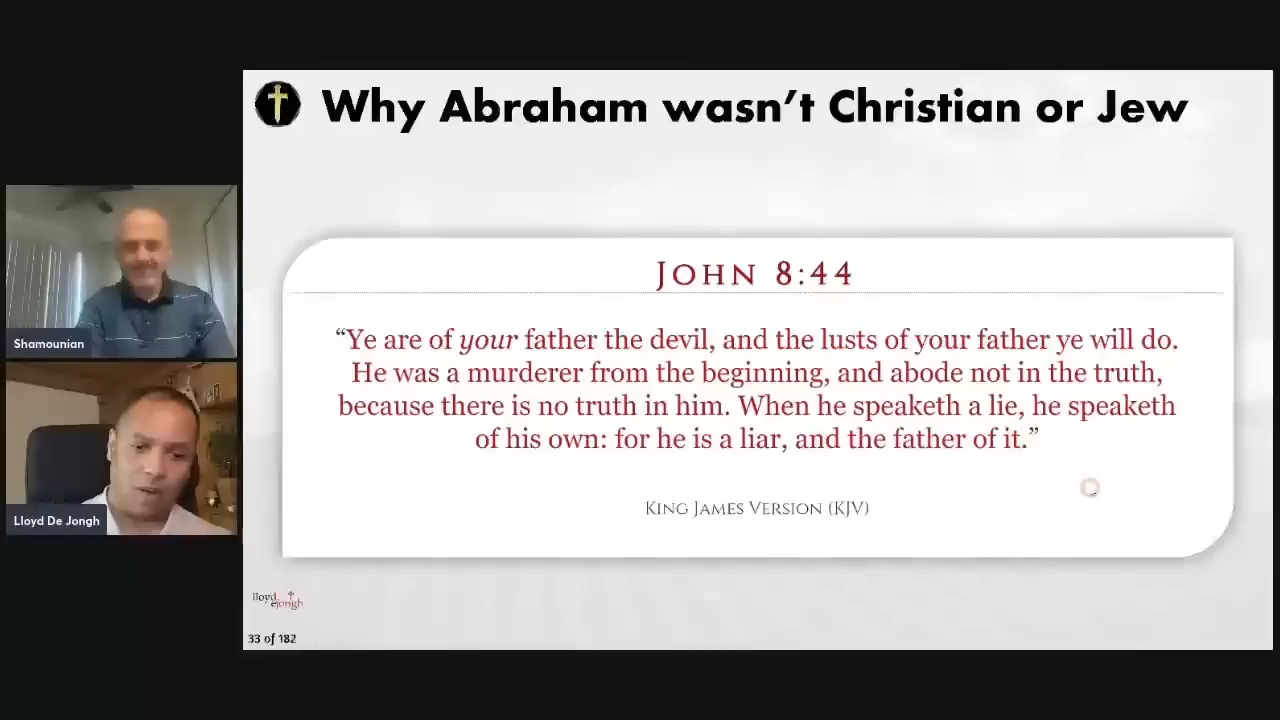 Why Abraham wasn't Christian or Jew
JOHN 8:44
“Ye are of your father the devil, and the lusts of your father ye will do.
He was a murderer from the beginning, and abode not in the truth,
because there is no truth in him. When he speaketh a lie, he speaketh
of his own: for he is a liar, and the father of it.”
KING JAMES VERSION (KJV)
Shamounian
Lloyd De Jongh
lloyd
ejongh
33 of 182